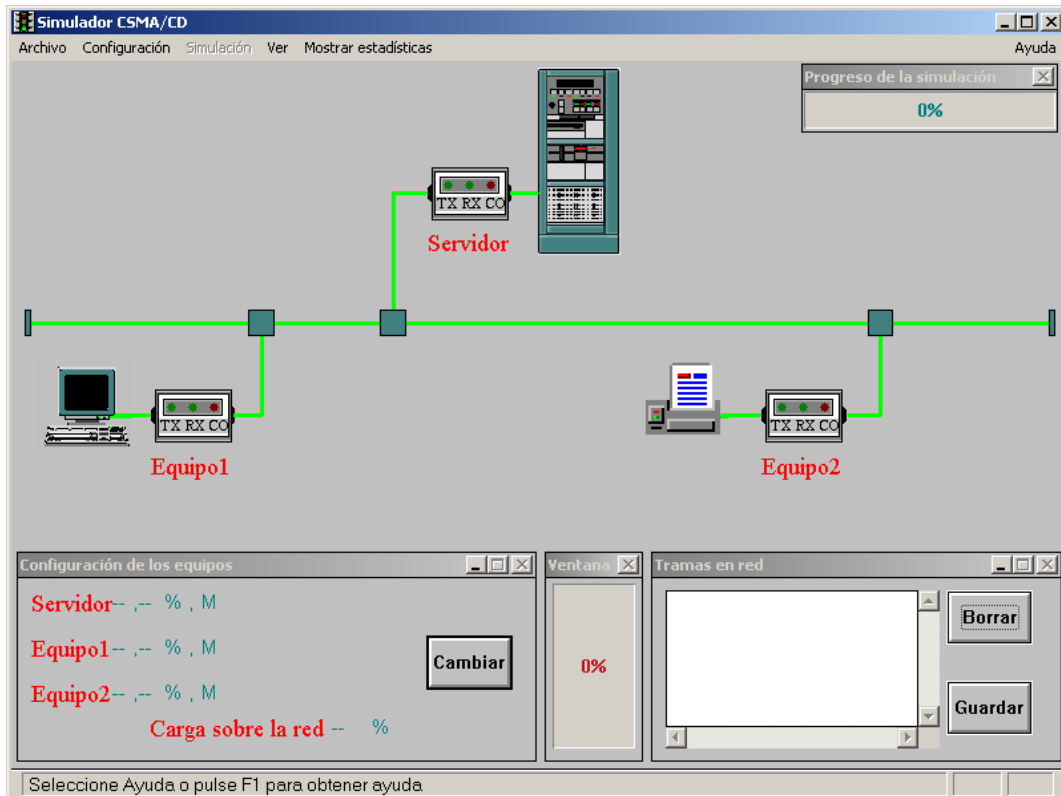 Simulador CSMA/CD
Archivo Configuración Simulación Ver Mostrar estadísticas Ayuda
Progreso de la simulación
0%
TX RX CO
Servidor
TX RX CO
Equipo1
TX RX CO
Equipo2
Configuración de los equipos
Servidor-- ,-- % , M
Equipo1-- ,-- % , M
Equipo2-- ,-- % , M
Carga sobre la red -- %
Cambiar
Ventana
0%
Tramas en red
Borrar
Guardar
Seleccione Ayuda o pulse F1 para obtener ayuda